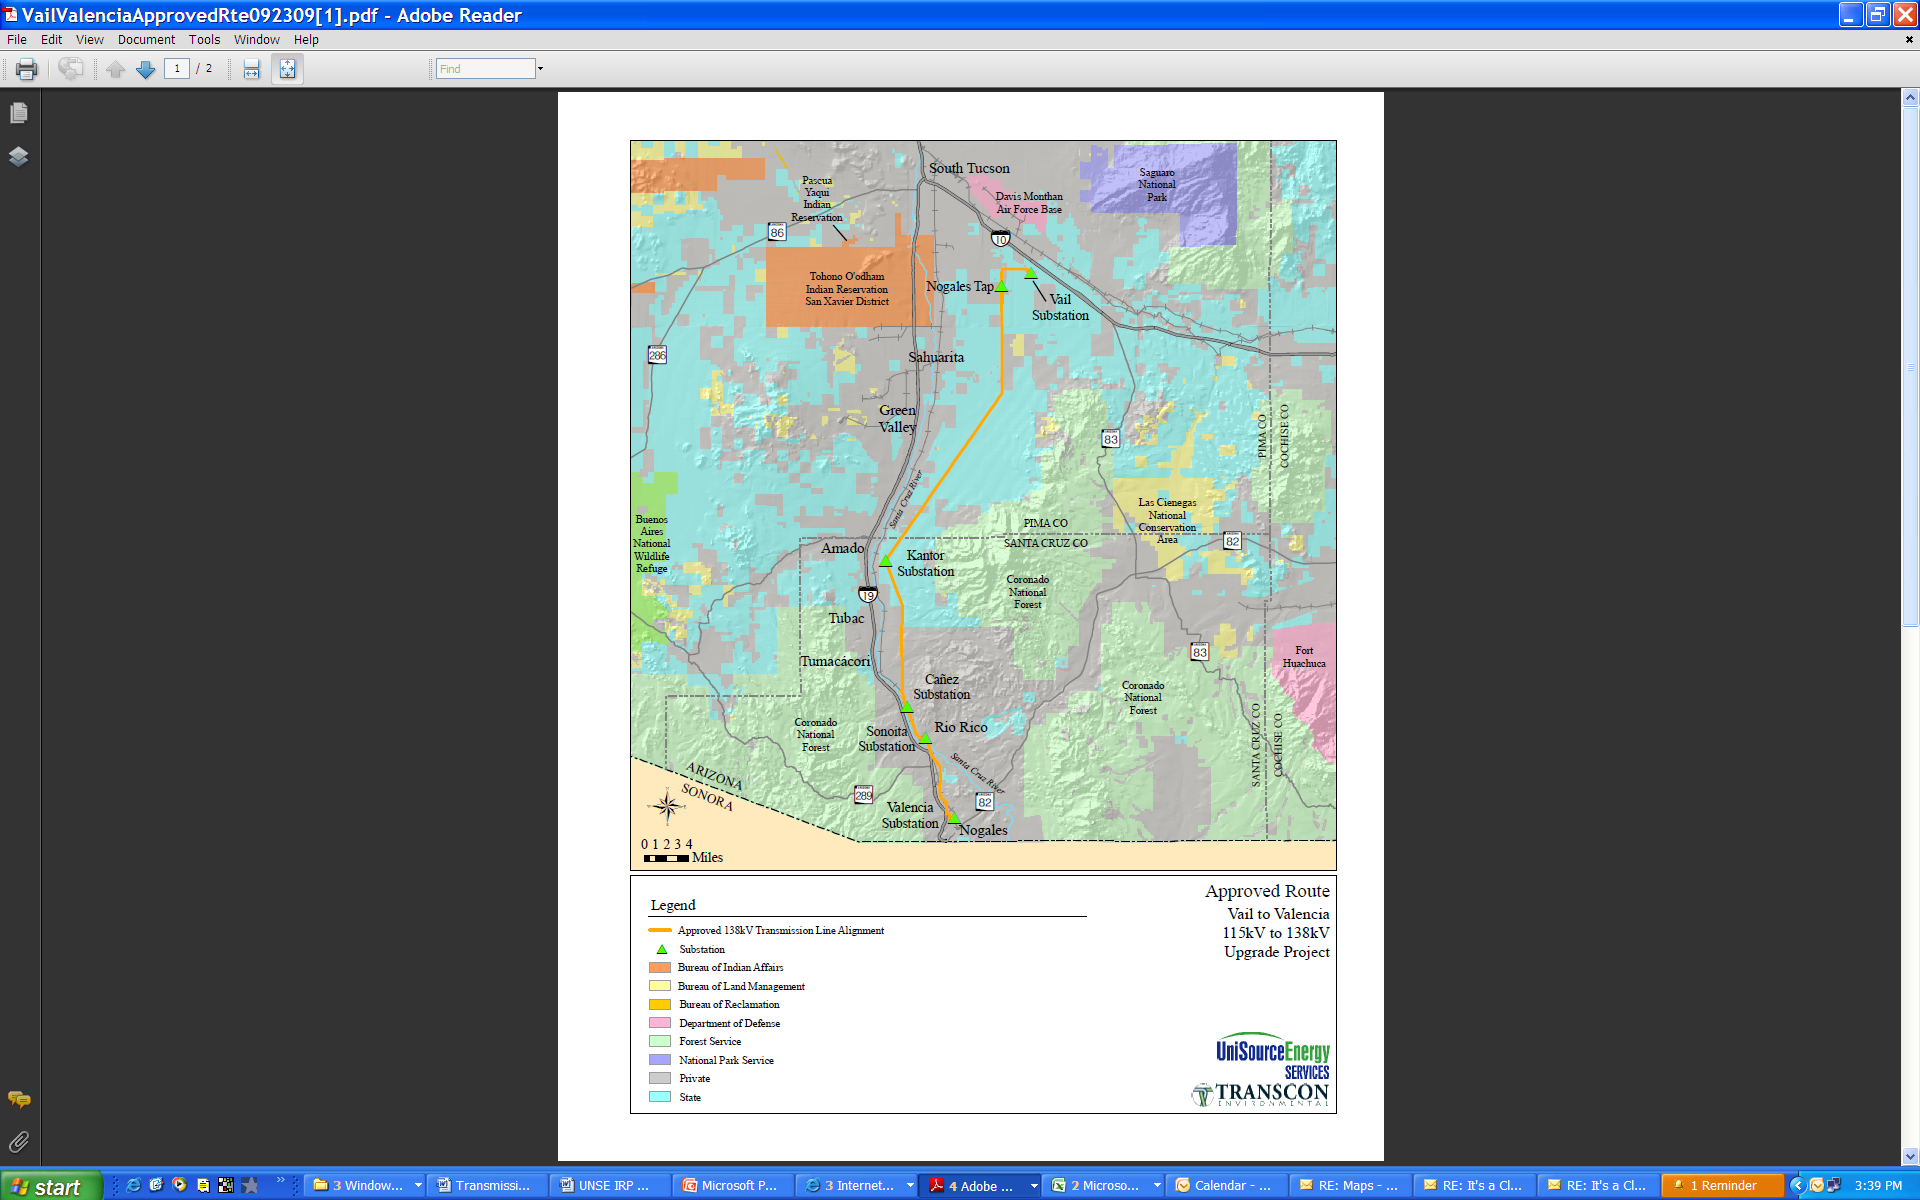 VailValenciaApprovedRte092309[1].pdf - Adobe Reader
File Edit View Document Tools Window Help
1 / 2
Find
South Tucson
Pascua
Yaqui
Indian
Reservation
Davis Monthan
Air Force Base
Saguaro
National
Park
86
10
Tohono O'odham
Indian Reservation
San Xavier District
Nogales Tap
Vail
Substation
286
Sahuarita
Green
Valley
83
PIMA CO
COCHISE CO
Santa Cruz River
Las Cienegas
National
Conservation
Area
Buenos
Aires
National
Wildlife
Refuge
PIMA CO
SANTA CRUZ CO
82
Amado
Kantor
Substation
Coronado
National
Forest
19
Tubac
Tumacácori
83
Fort
Huachuca
Cañez
Substation
Coronado
National
Forest
Coronado
National
Forest
Sonoita
Substation
Rio Rico
SANTA CRUZ CO
COCHISE CO
Santa Cruz River
ARIZONA
SONORA
289
82
Valencia
Substation
Nogales
0 1 2 3 4
Miles
Legend
Approved 138kV Transmission Line Alignment
Substation
Bureau of Indian Affairs
Bureau of Land Management
Bureau of Reclamation
Department of Defense
Forest Service
National Park Service
Private
State
Approved Route
Vail to Valencia
115kV to 138kV
Upgrade Project
UniSourceEnergy
SERVICES
TRANSCON
ENVIRONMENTAL
start
3 Window...
Transmissi...
UNSE IRP ...
Microsoft P...
3 Internet...
4 Adobe ...
2 Microso...
Calendar - ...
RE: Maps - ...
RE: It's a Cl...
RE: It's a Cl...
1 Reminder
3:39 PM